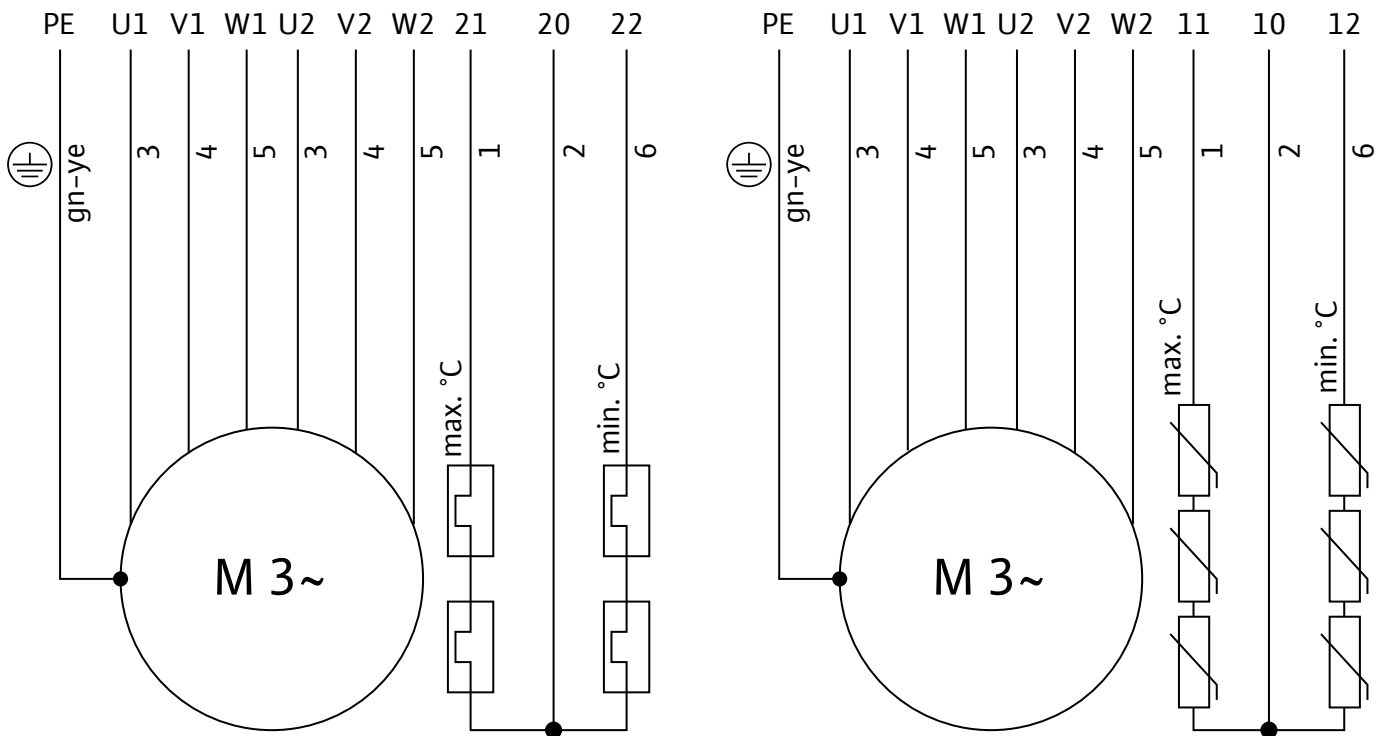 PE U1 V1 W1 U2 V2 W2 21 20 22
gn-ye 3 4 5 3 4 5 1 2 6
max. °C
min. °C
M 3~
PE U1 V1 W1 U2 V2 W2 11 10 12
gn-ye 3 4 5 3 4 5 1 2 6
max. °C
min. °C
M 3~